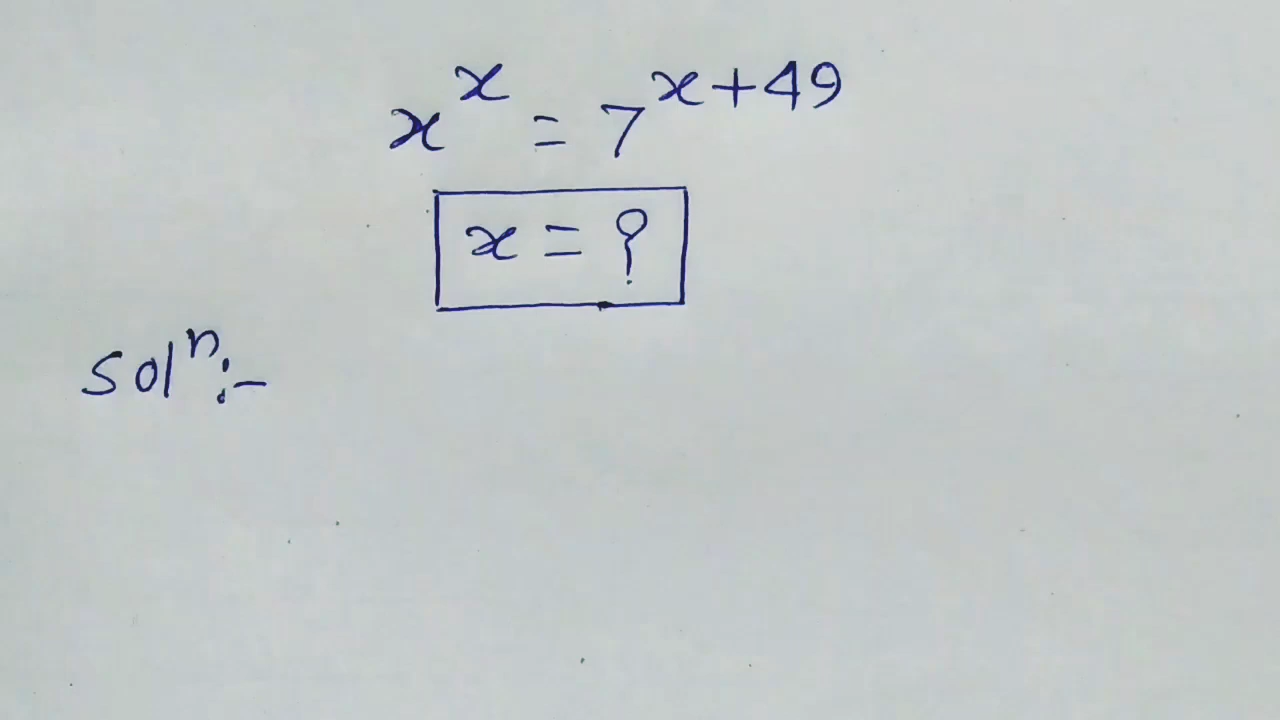 x^x = 7^{x+49}
x = ?
Solⁿ:-